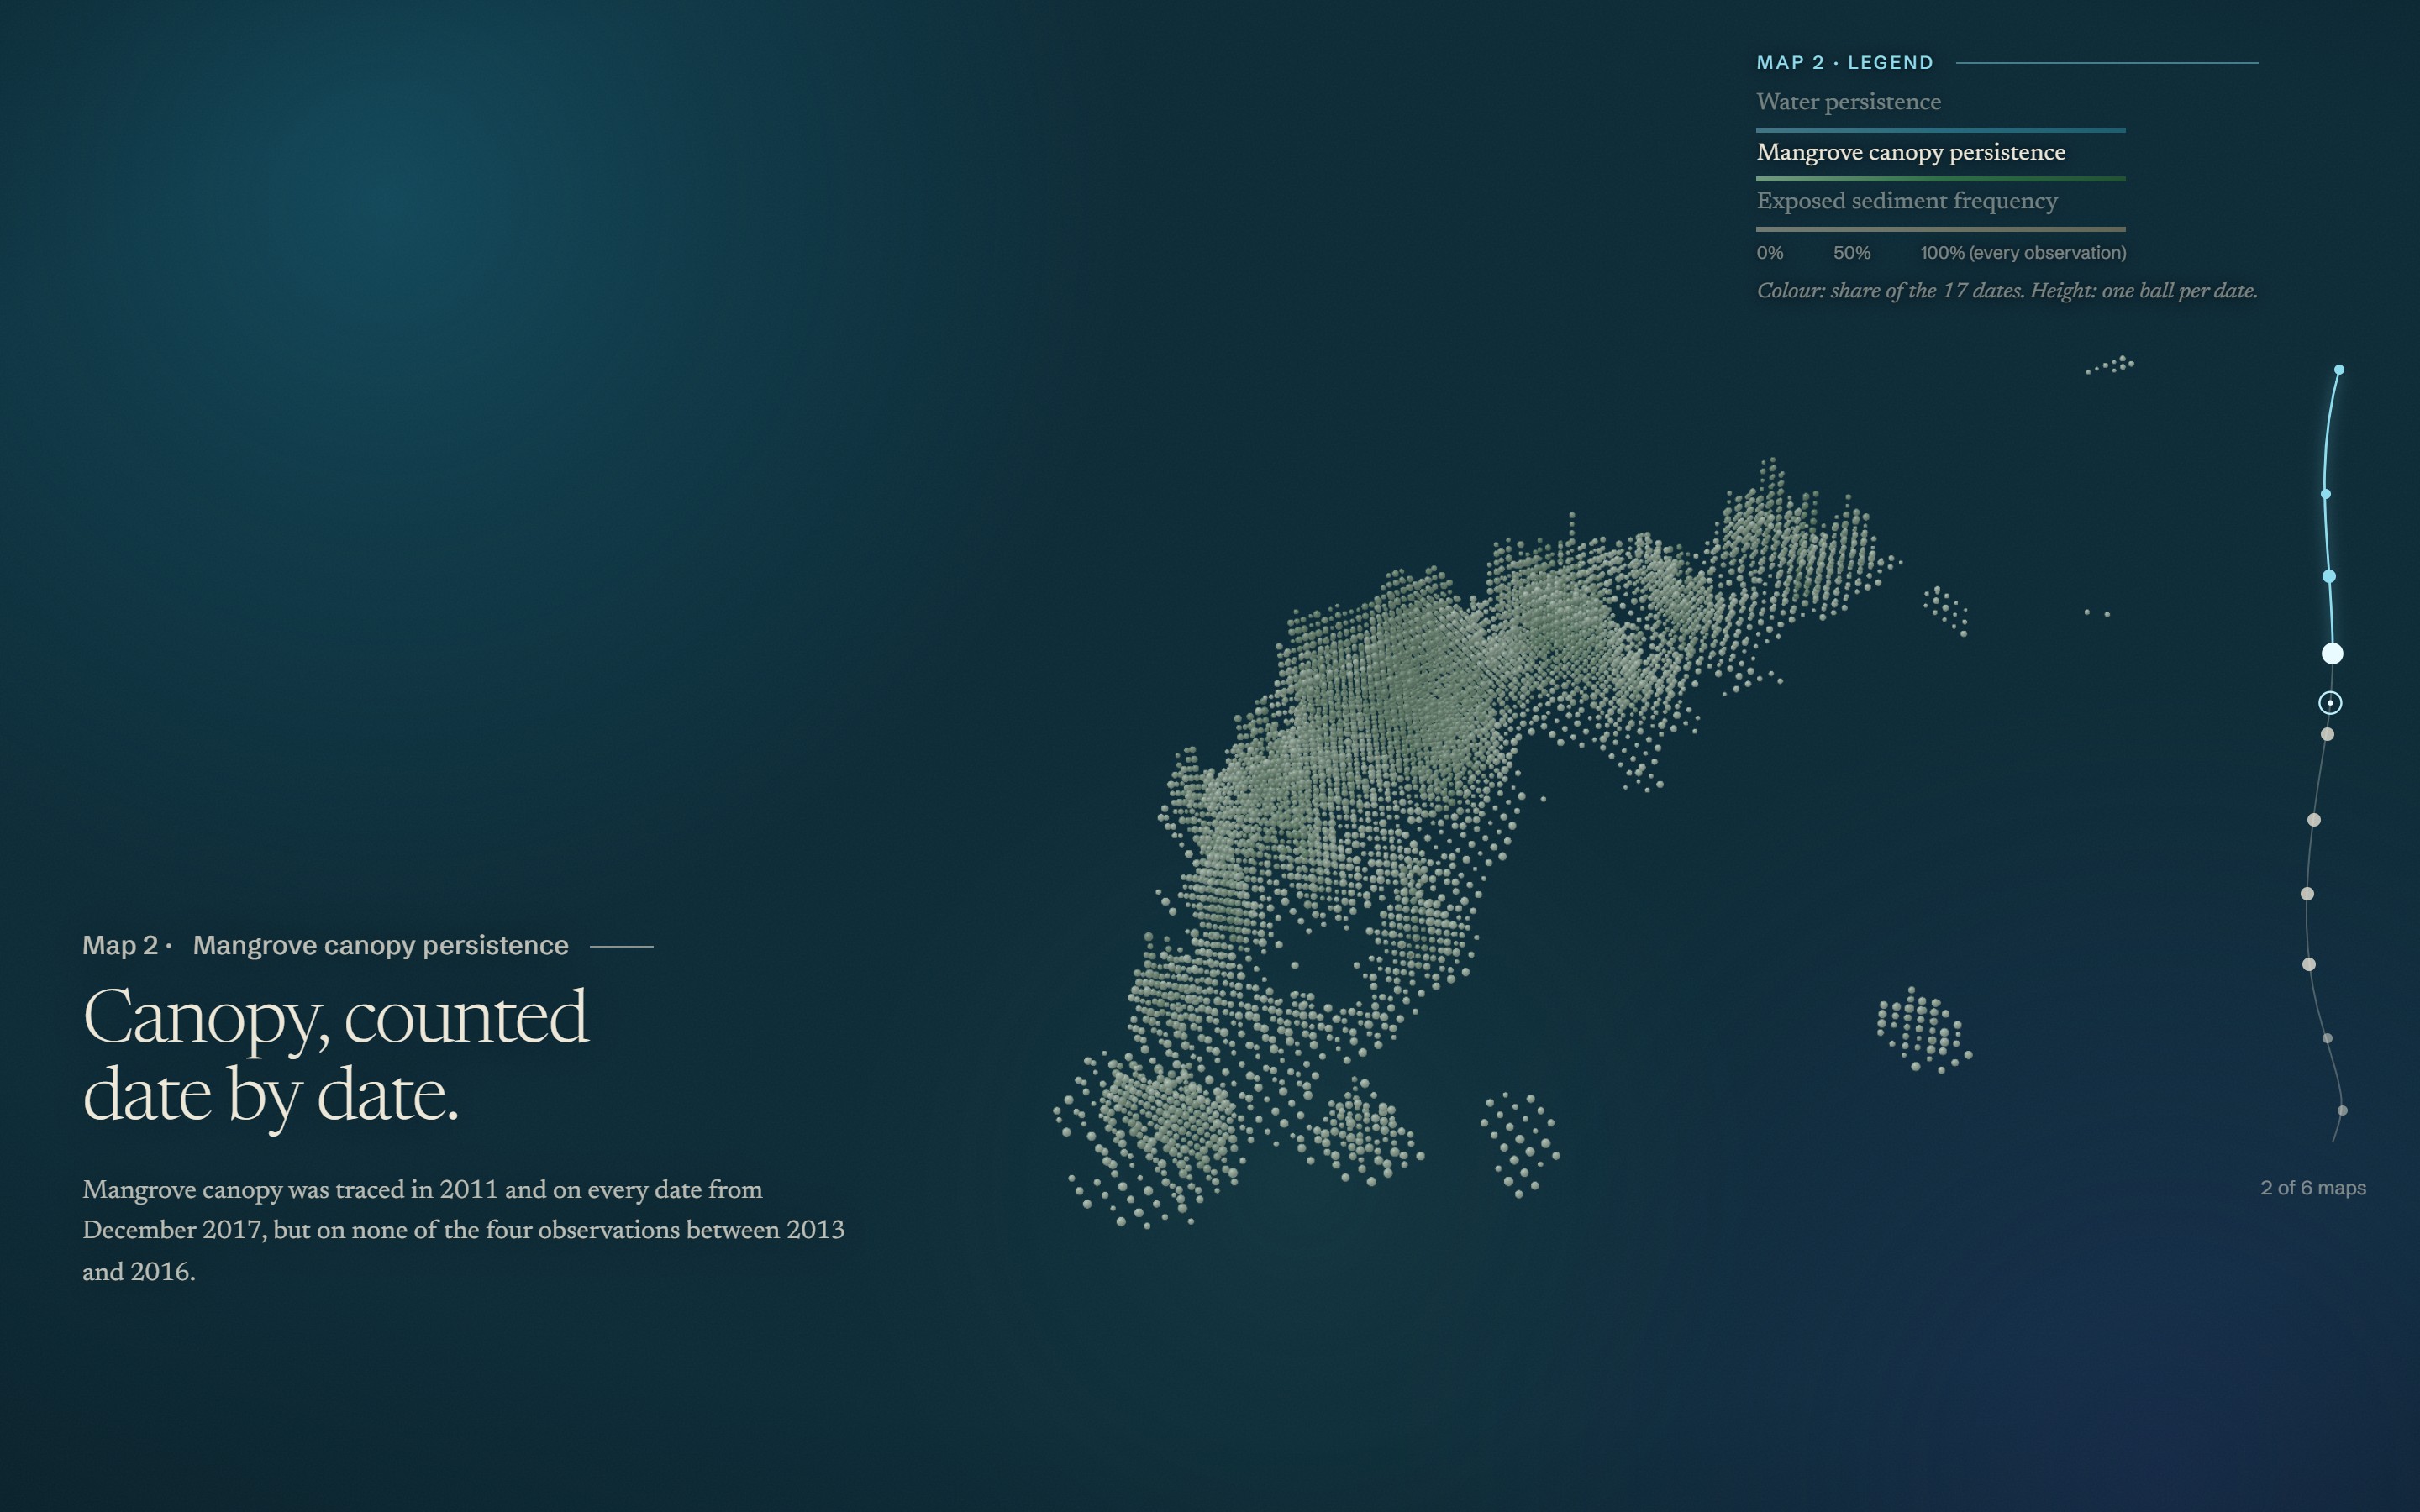 MAP 2 · LEGEND
Water persistence
Mangrove canopy persistence
Exposed sediment frequency
0% 50% 100% (every observation)
Colour: share of the 17 dates. Height: one ball per date.
Map 2 · Mangrove canopy persistence
Canopy, counted
date by date.
Mangrove canopy was traced in 2011 and on every date from
December 2017, but on none of the four observations between 2013
and 2016.
2 of 6 maps